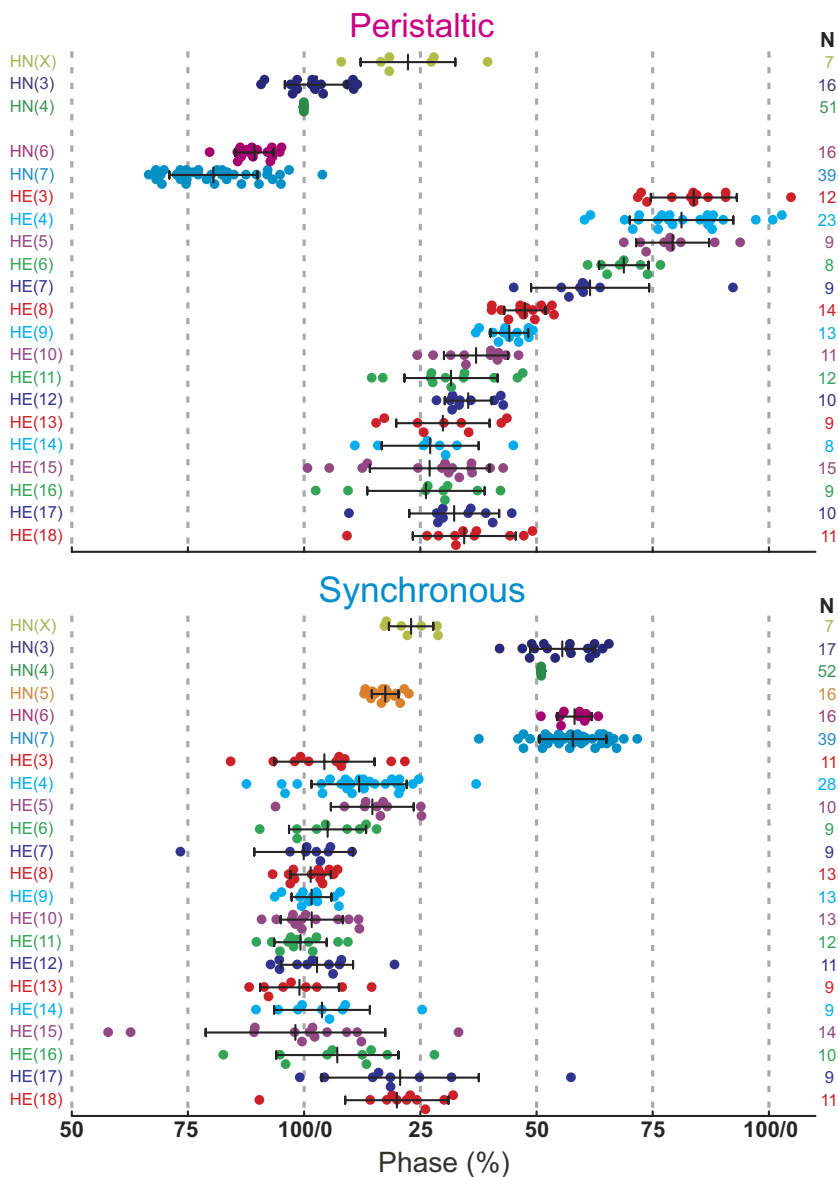 Peristaltic
N
HN(X) 7
HN(3) 16
HN(4) 51
HN(6) 16
HN(7) 39
HE(3) 12
HE(4) 23
HE(5) 9
HE(6) 8
HE(7) 9
HE(8) 14
HE(9) 13
HE(10) 11
HE(11) 12
HE(12) 10
HE(13) 9
HE(14) 8
HE(15) 15
HE(16) 9
HE(17) 10
HE(18) 11
Synchronous
N
HN(X) 7
HN(3) 17
HN(4) 52
HN(5) 16
HN(6) 16
HN(7) 39
HE(3) 11
HE(4) 28
HE(5) 10
HE(6) 9
HE(7) 9
HE(8) 13
HE(9) 13
HE(10) 13
HE(11) 12
HE(12) 11
HE(13) 9
HE(14) 9
HE(15) 14
HE(16) 10
HE(17) 9
HE(18) 11
50 75 100/0 25 50 75 100/0
Phase (%)